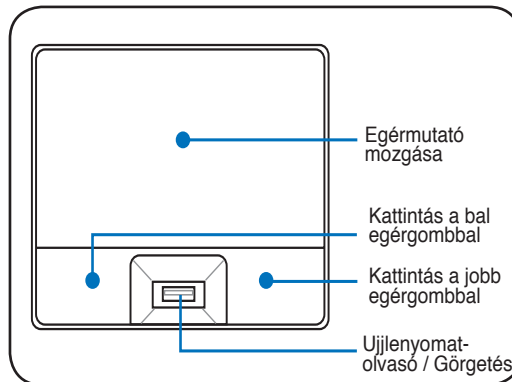 Egérmutató
mozgása
Kattintás a bal
egérgombbal
Kattintás a jobb
egérgombbal
Ujjlenyomat-
olvasó / Görgetés